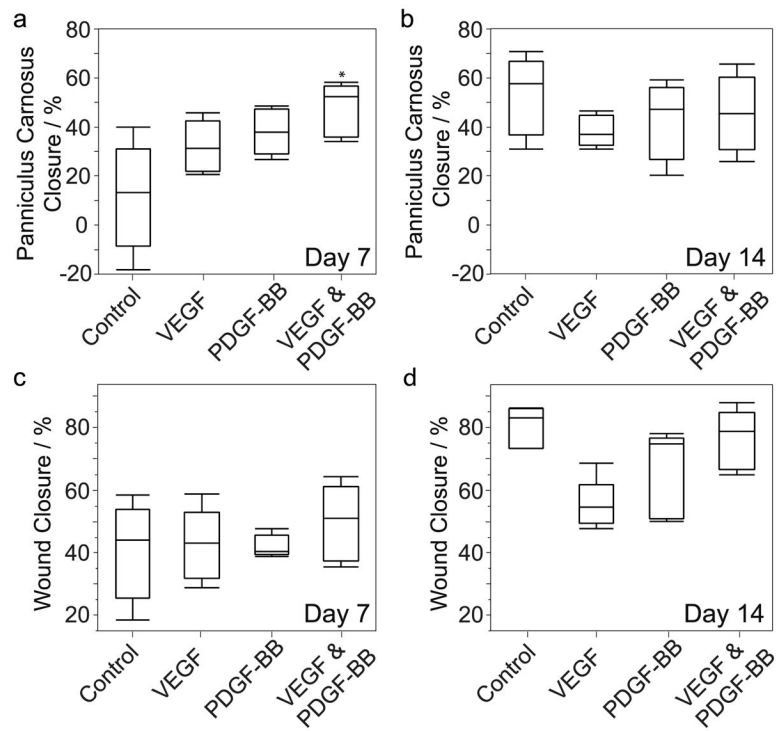 a
Panniculus Carnosus
Closure / %
80
60
40
20
0
-20
*
Day 7
Control
VEGF
PDGF-BB
VEGF &
PDGF-BB
b
Panniculus Carnosus
Closure / %
80
60
40
20
0
-20
Day 14
Control
VEGF
PDGF-BB
VEGF &
PDGF-BB
c
Wound Closure / %
80
60
40
20
Day 7
Control
VEGF
PDGF-BB
VEGF &
PDGF-BB
d
Wound Closure / %
80
60
40
20
Day 14
Control
VEGF
PDGF-BB
VEGF &
PDGF-BB